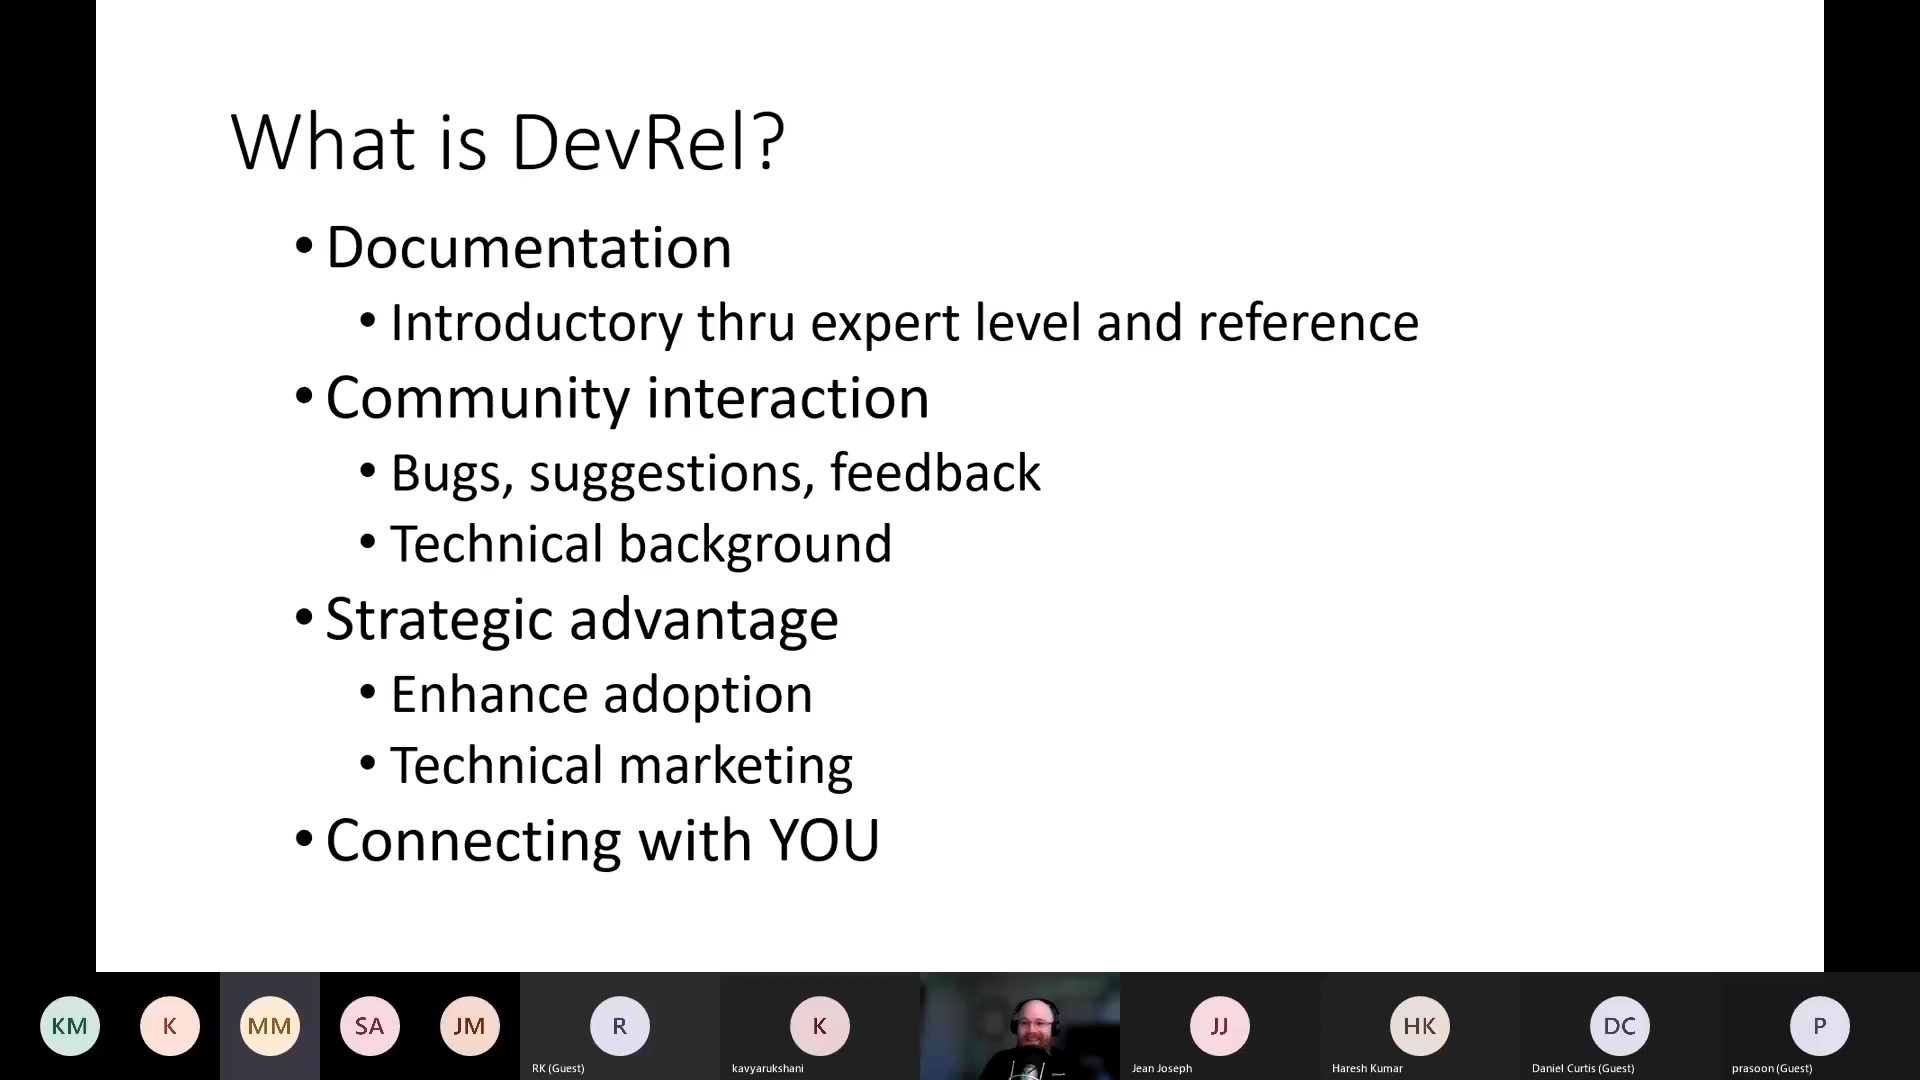 What is DevRel?
• Documentation
• Introductory thru expert level and reference
• Community interaction
• Bugs, suggestions, feedback
• Technical background
• Strategic advantage
• Enhance adoption
• Technical marketing
• Connecting with YOU
KM
K
MM
SA
JM
R
RK (Guest)
K
kavyarukshani
JJ
Jean Joseph
HK
Haresh Kumar
DC
Daniel Curtis (Guest)
P
prasoon (Guest)